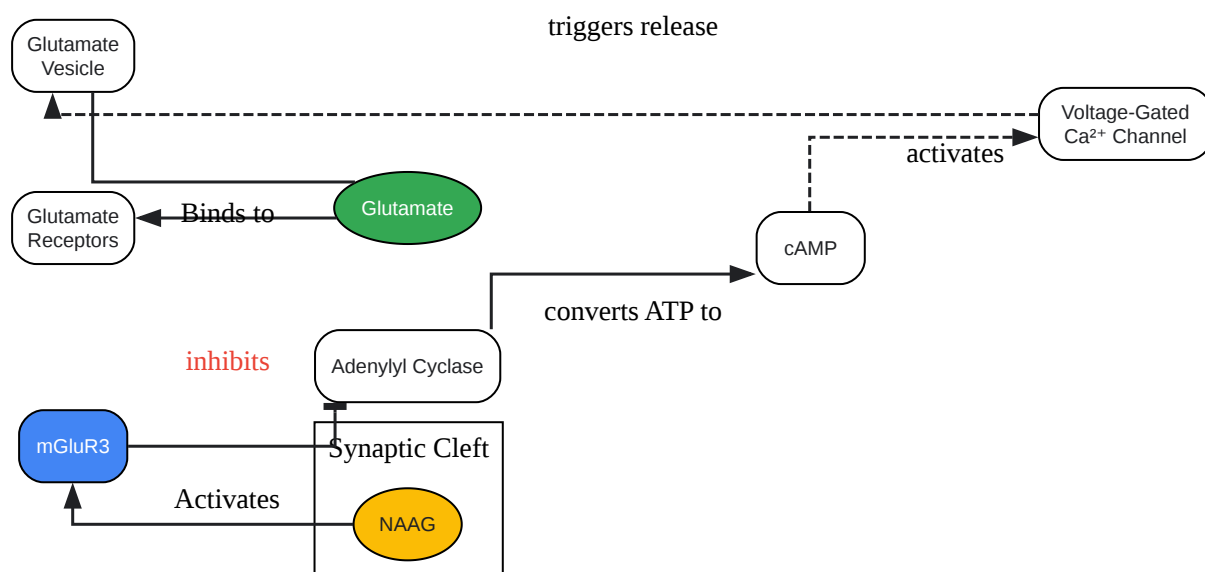 triggers release
Glutamate
Vesicle
Voltage-Gated
Ca²⁺ Channel
activates
Glutamate
Receptors
Binds to
Glutamate
cAMP
converts ATP to
inhibits
Adenylyl Cyclase
mGluR3
Synaptic Cleft
Activates
NAAG